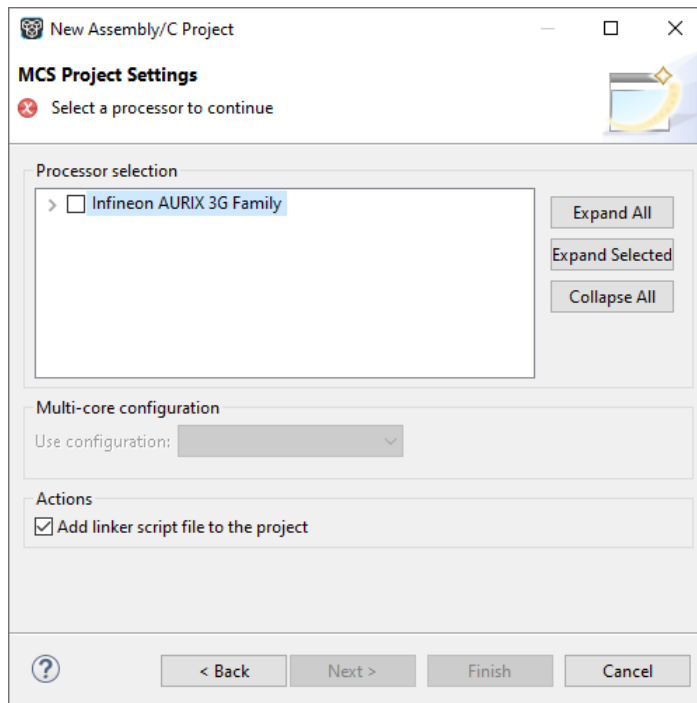 New Assembly/C Project
MCS Project Settings
Select a processor to continue
Processor selection
Infineon AURIX 3G Family
Expand All
Expand Selected
Collapse All
Multi-core configuration
Use configuration:
Actions
Add linker script file to the project
?
< Back
Next >
Finish
Cancel